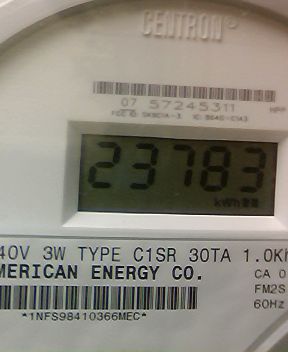 CENTRON®
07 57245311
23783
kWh
40V 3W TYPE C1SR 30TA 1.0Kh
MERICAN ENERGY CO.
CA 0
FM2S
60Hz
*1NFS98410366MEC*